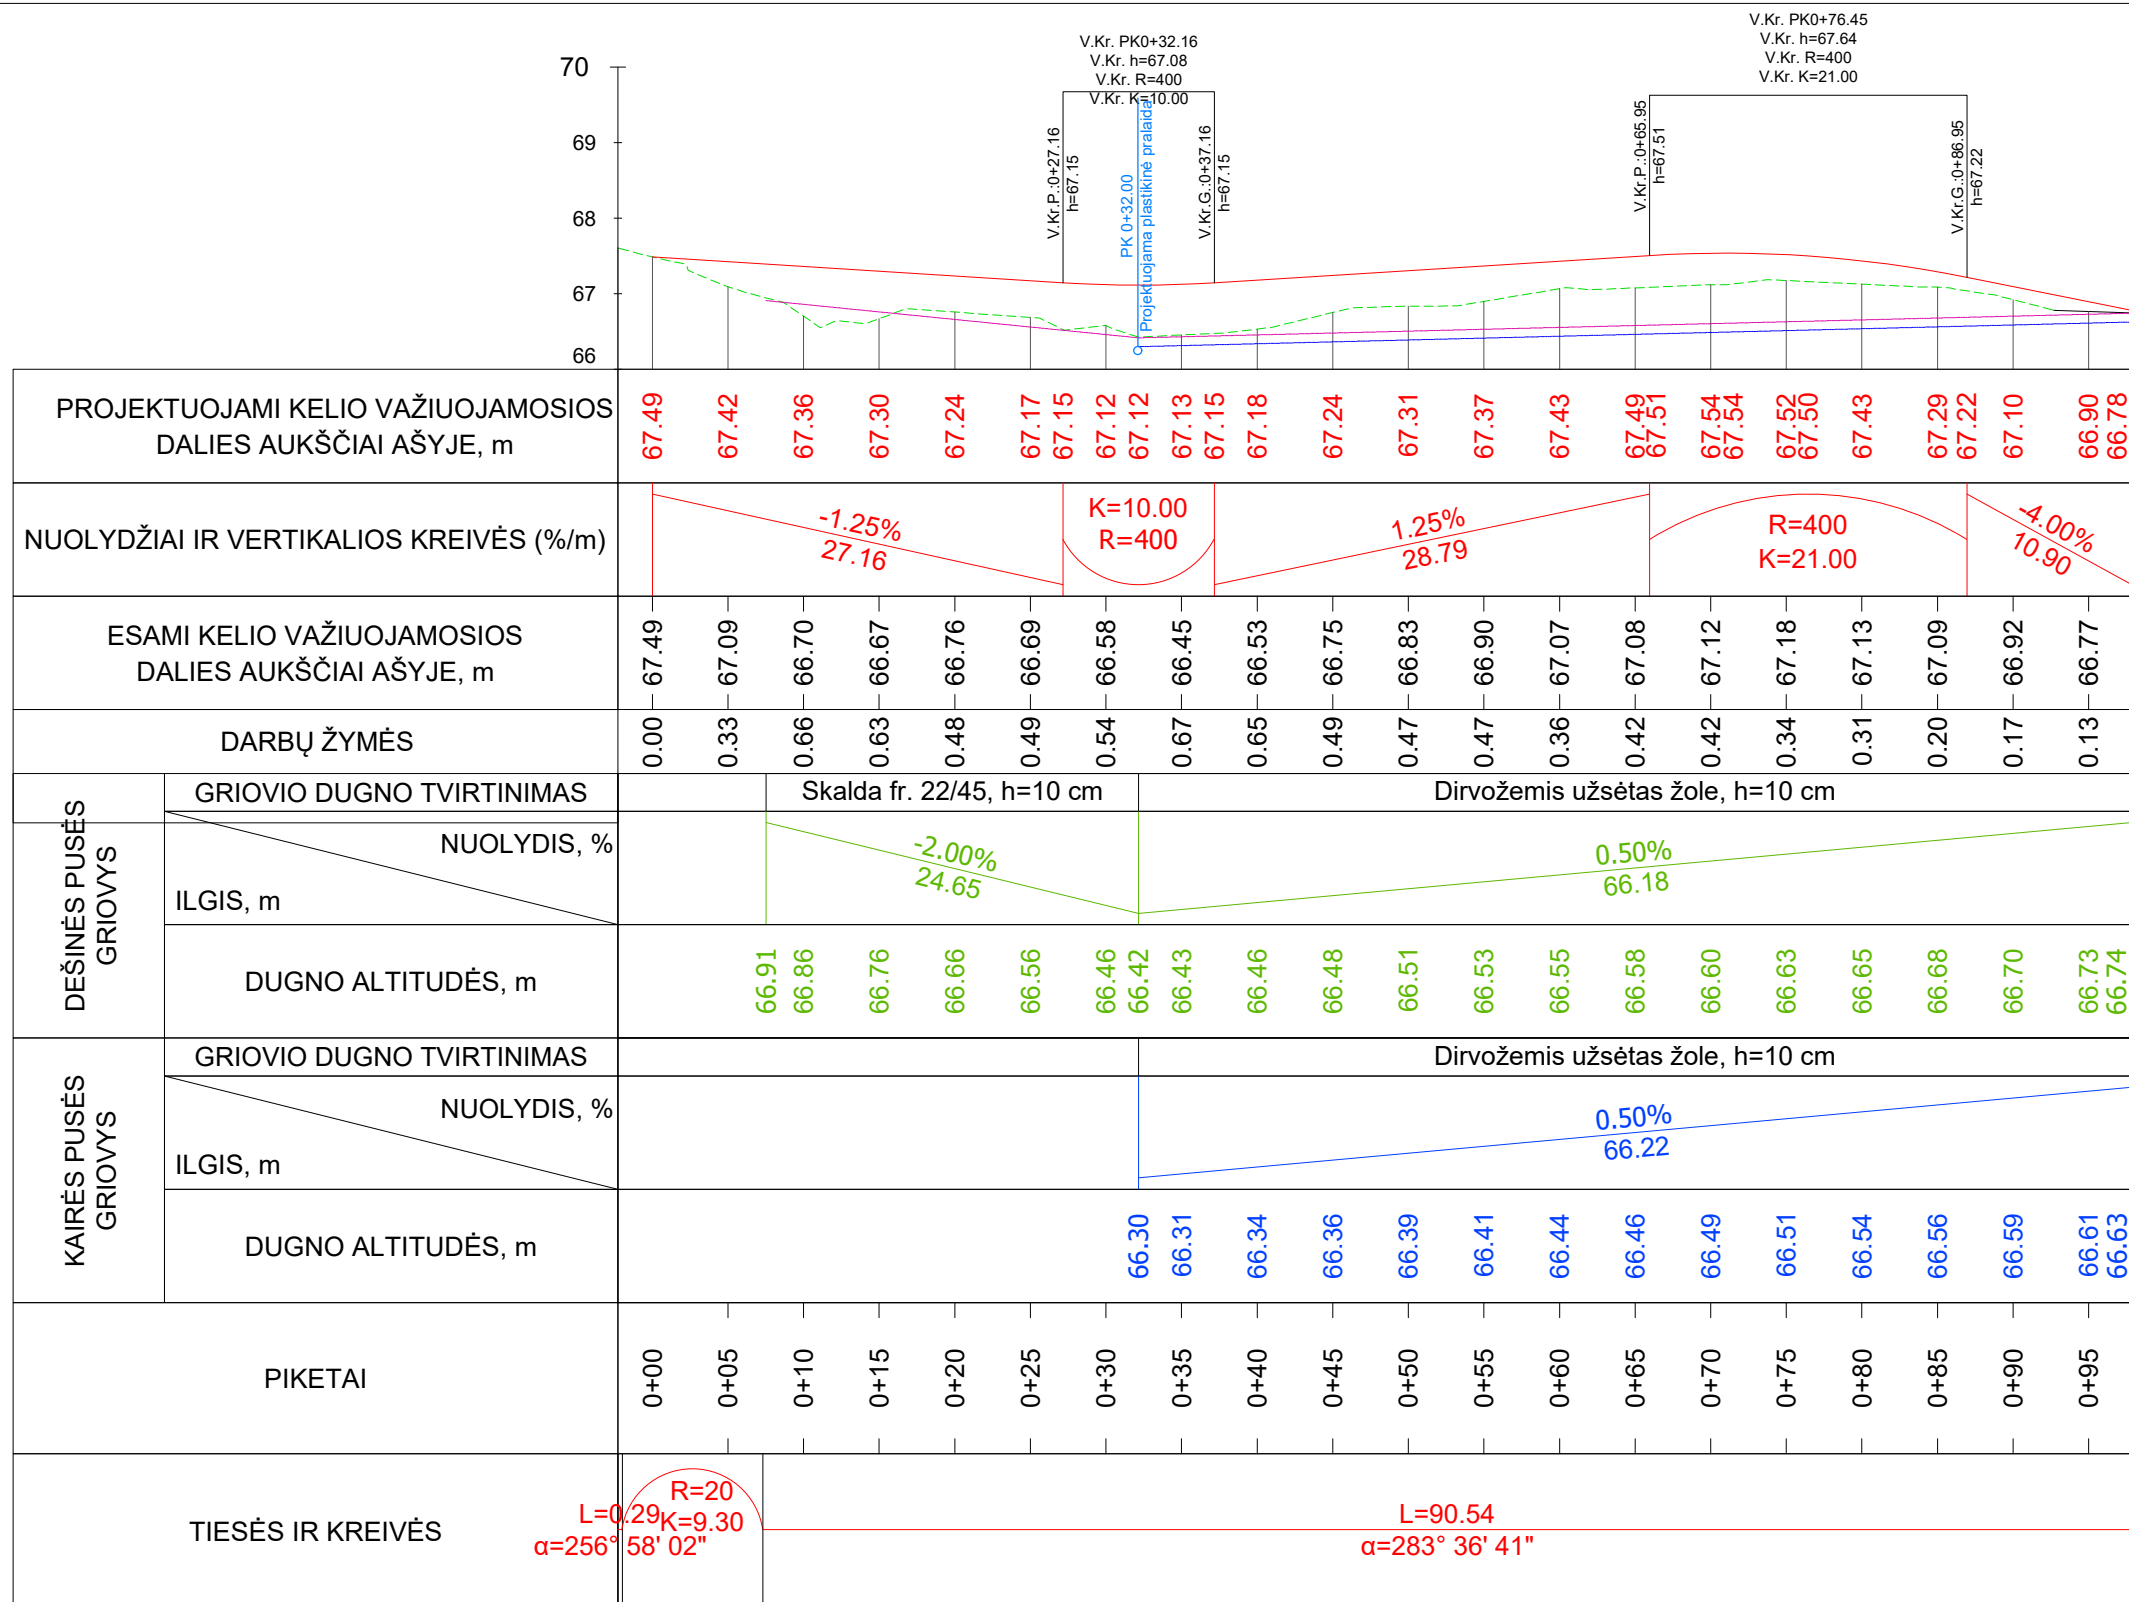 V.Kr. PK0+32.16
V.Kr. h=67.08
V.Kr. R=400
V.Kr. K=10.00
V.Kr. PK0+76.45
V.Kr. h=67.64
V.Kr. R=400
V.Kr. K=21.00
70
69
68
67
66
V.Kr.P.:0+27.16
h=67.15
PK 0+32.00
Projektuojama plastikinė pralaida
V.Kr.G.:0+37.16
h=67.15
V.Kr.P.:0+65.95
h=67.51
V.Kr.G.:0+86.95
h=67.22
PROJEKTUOJAMI KELIO VAŽIUOJAMOSIOS
DALIES AUKŠČIAI AŠYJE, m
67.49 67.42 67.36 67.30 67.24 67.17 67.15 67.12 67.12 67.13 67.15 67.18 67.24 67.31 67.37 67.43 67.49 67.51 67.54 67.54 67.52 67.50 67.43 67.29 67.22 67.10 66.90 66.78
NUOLYDŽIAI IR VERTIKALIOS KREIVĖS (%/m)
-1.25%
27.16
K=10.00
R=400
1.25%
28.79
R=400
K=21.00
-4.00%
10.90
ESAMI KELIO VAŽIUOJAMOSIOS
DALIES AUKŠČIAI AŠYJE, m
67.49 67.09 66.70 66.67 66.76 66.69 66.58 66.45 66.53 66.75 66.83 66.90 67.07 67.08 67.12 67.18 67.13 67.09 66.92 66.77
DARBŲ ŽYMĖS
0.00 0.33 0.66 0.63 0.48 0.49 0.54 0.67 0.65 0.49 0.47 0.47 0.36 0.42 0.42 0.34 0.31 0.20 0.17 0.13
DEŠINĖS PUSĖS
GRIOVYS
GRIOVIO DUGNO TVIRTINIMAS
Skalda fr. 22/45, h=10 cm
Dirvožemis užsėtas žole, h=10 cm
NUOLYDIS, %
ILGIS, m
-2.00%
24.65
0.50%
66.18
DUGNO ALTITUDĖS, m
66.91 66.86 66.76 66.66 66.56 66.46 66.42 66.43 66.46 66.48 66.51 66.53 66.55 66.58 66.60 66.63 66.65 66.68 66.70 66.73 66.74
KAIRĖS PUSĖS
GRIOVYS
GRIOVIO DUGNO TVIRTINIMAS
Dirvožemis užsėtas žole, h=10 cm
NUOLYDIS, %
ILGIS, m
0.50%
66.22
DUGNO ALTITUDĖS, m
66.30 66.31 66.34 66.36 66.39 66.41 66.44 66.46 66.49 66.51 66.54 66.56 66.59 66.61 66.63
PIKETAI
0+00 0+05 0+10 0+15 0+20 0+25 0+30 0+35 0+40 0+45 0+50 0+55 0+60 0+65 0+70 0+75 0+80 0+85 0+90 0+95
TIESĖS IR KREIVĖS
L=0.29
α=256° 58' 02"
R=20
K=9.30
L=90.54
α=283° 36' 41"